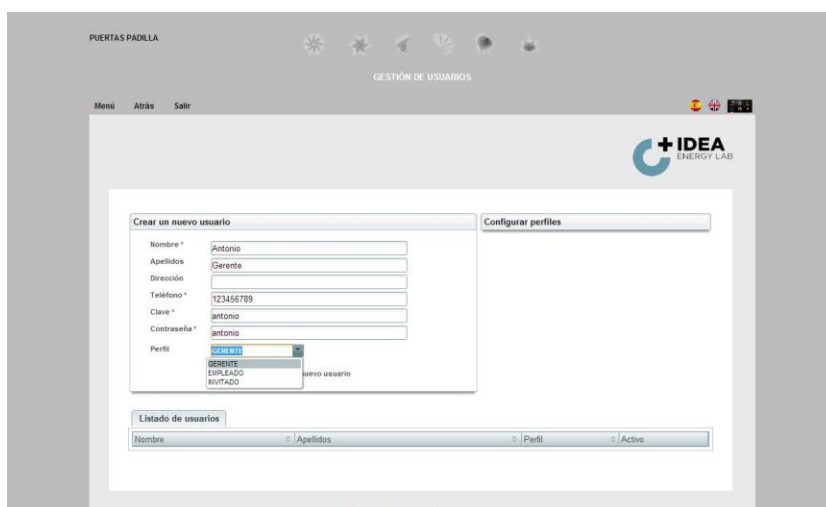 PUERTAS PADILLA
GESTIÓN DE USUARIOS
Menú Atrás Salir
+IDEA
ENERGY LAB
Crear un nuevo usuario
Configurar perfiles
Nombre * Antonio
Apellidos Gerente
Dirección
Teléfono * 123456789
Clave * antonio
Contraseña * antonio
Perfil GERENTE
GERENTE
EMPLEADO nuevo usuario
INVITADO
Listado de usuarios
Nombre Apellidos Perfil Activo